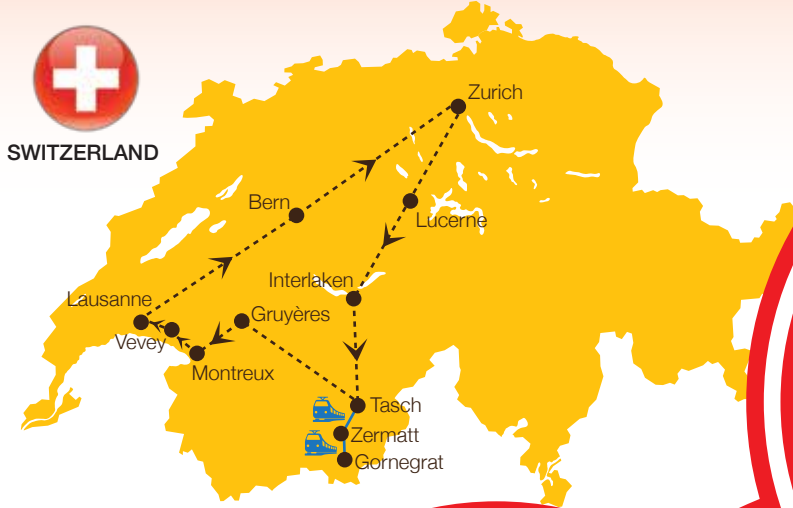 SWITZERLAND
Zurich
Bern
Lucerne
Interlaken
Lausanne
Gruyères
Vevey
Montreux
Tasch
Zermatt
Gornegrat